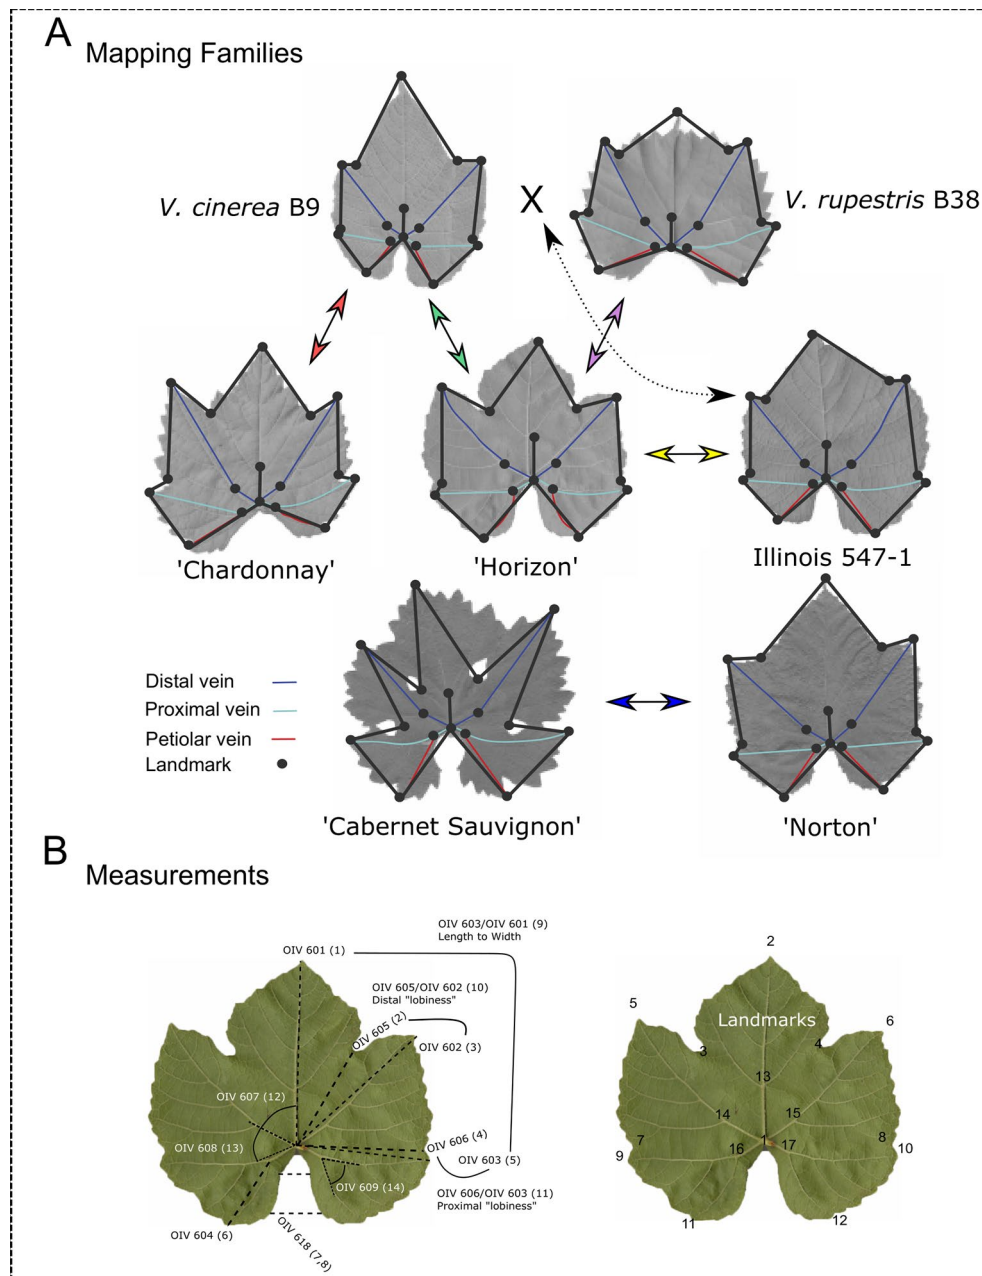 A
Mapping Families
V. cinerea B9
X
V. rupestris B38
'Chardonnay'
'Horizon'
Illinois 547-1
Distal vein
Proximal vein
Petiolar vein
Landmark
'Cabernet Sauvignon'
'Norton'
B
Measurements
OIV 603/OIV 601 (9)
Length to Width
OIV 601 (1)
OIV 605/OIV 602 (10)
Distal "lobiness"
OIV 605 (2)
OIV 602 (3)
OIV 607 (12)
OIV 608 (13)
OIV 606 (4)
OIV 603 (5)
OIV 609 (14)
OIV 606/OIV 603 (11)
Proximal "lobiness"
OIV 604 (6)
OIV 618 (7,8)
2
5
Landmarks
6
3
4
13
14
15
7
16
1
17
8
9
10
11
12